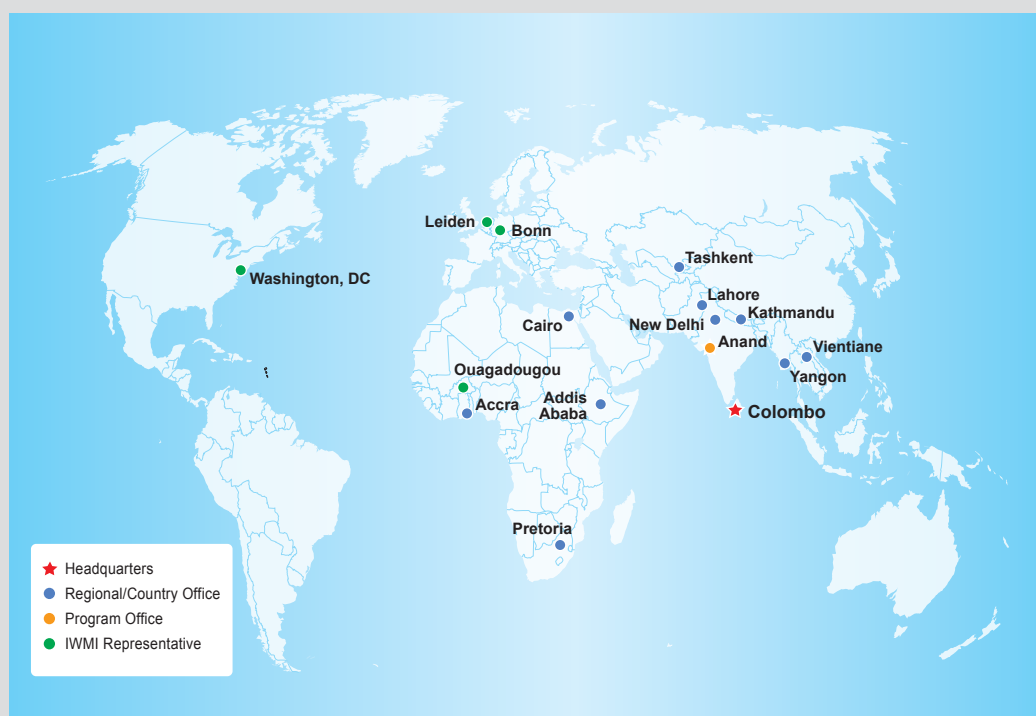 Leiden
Bonn
Washington, DC
Tashkent
Lahore
Kathmandu
New Delhi
Cairo
Anand
Vientiane
Yangon
Ouagadougou
Accra
Addis
Ababa
Colombo
Pretoria
Headquarters
Regional/Country Office
Program Office
IWMI Representative